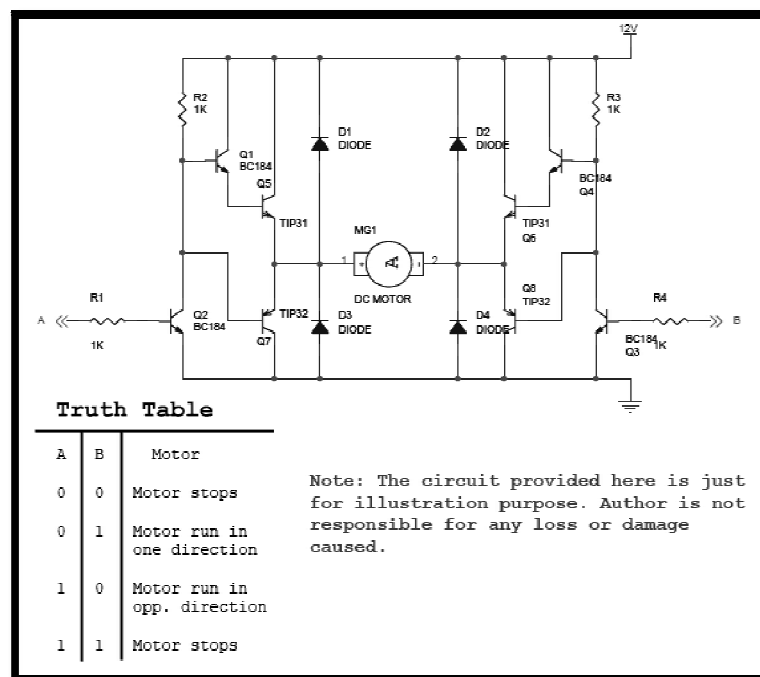 12V
R2
1K
R3
1K
D1
DIODE
D2
DIODE
Q1
BC184
BC184
Q4
Q5
TIP31
TIP31
Q6
MG1
1
2
A
DC MOTOR
R1
1K
A
Q2
BC184
TIP32
Q7
D3
DIODE
D4
DIODE
Q8
TIP32
R4
1K
B
BC184
Q3
Truth Table
A B Motor
0 0 Motor stops
0 1 Motor run in
one direction
1 0 Motor run in
opp. direction
1 1 Motor stops
Note: The circuit provided here is just
for illustration purpose. Author is not
responsible for any loss or damage
caused.